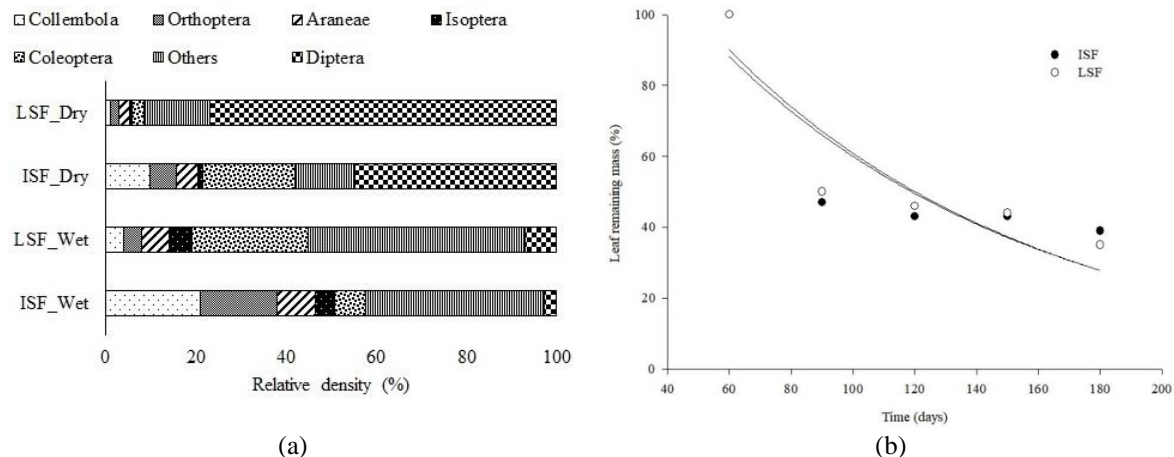 Collembola Orthoptera Araneae Isoptera
Coleoptera Others Diptera
LSF_Dry
ISF_Dry
LSF_Wet
ISF_Wet
0 20 40 60 80 100
Relative density (%)
(a)
100
80
60
40
20
0
Leaf remaining mass (%)
ISF
LSF
40 60 80 100 120 140 160 180 200
Time (days)
(b)